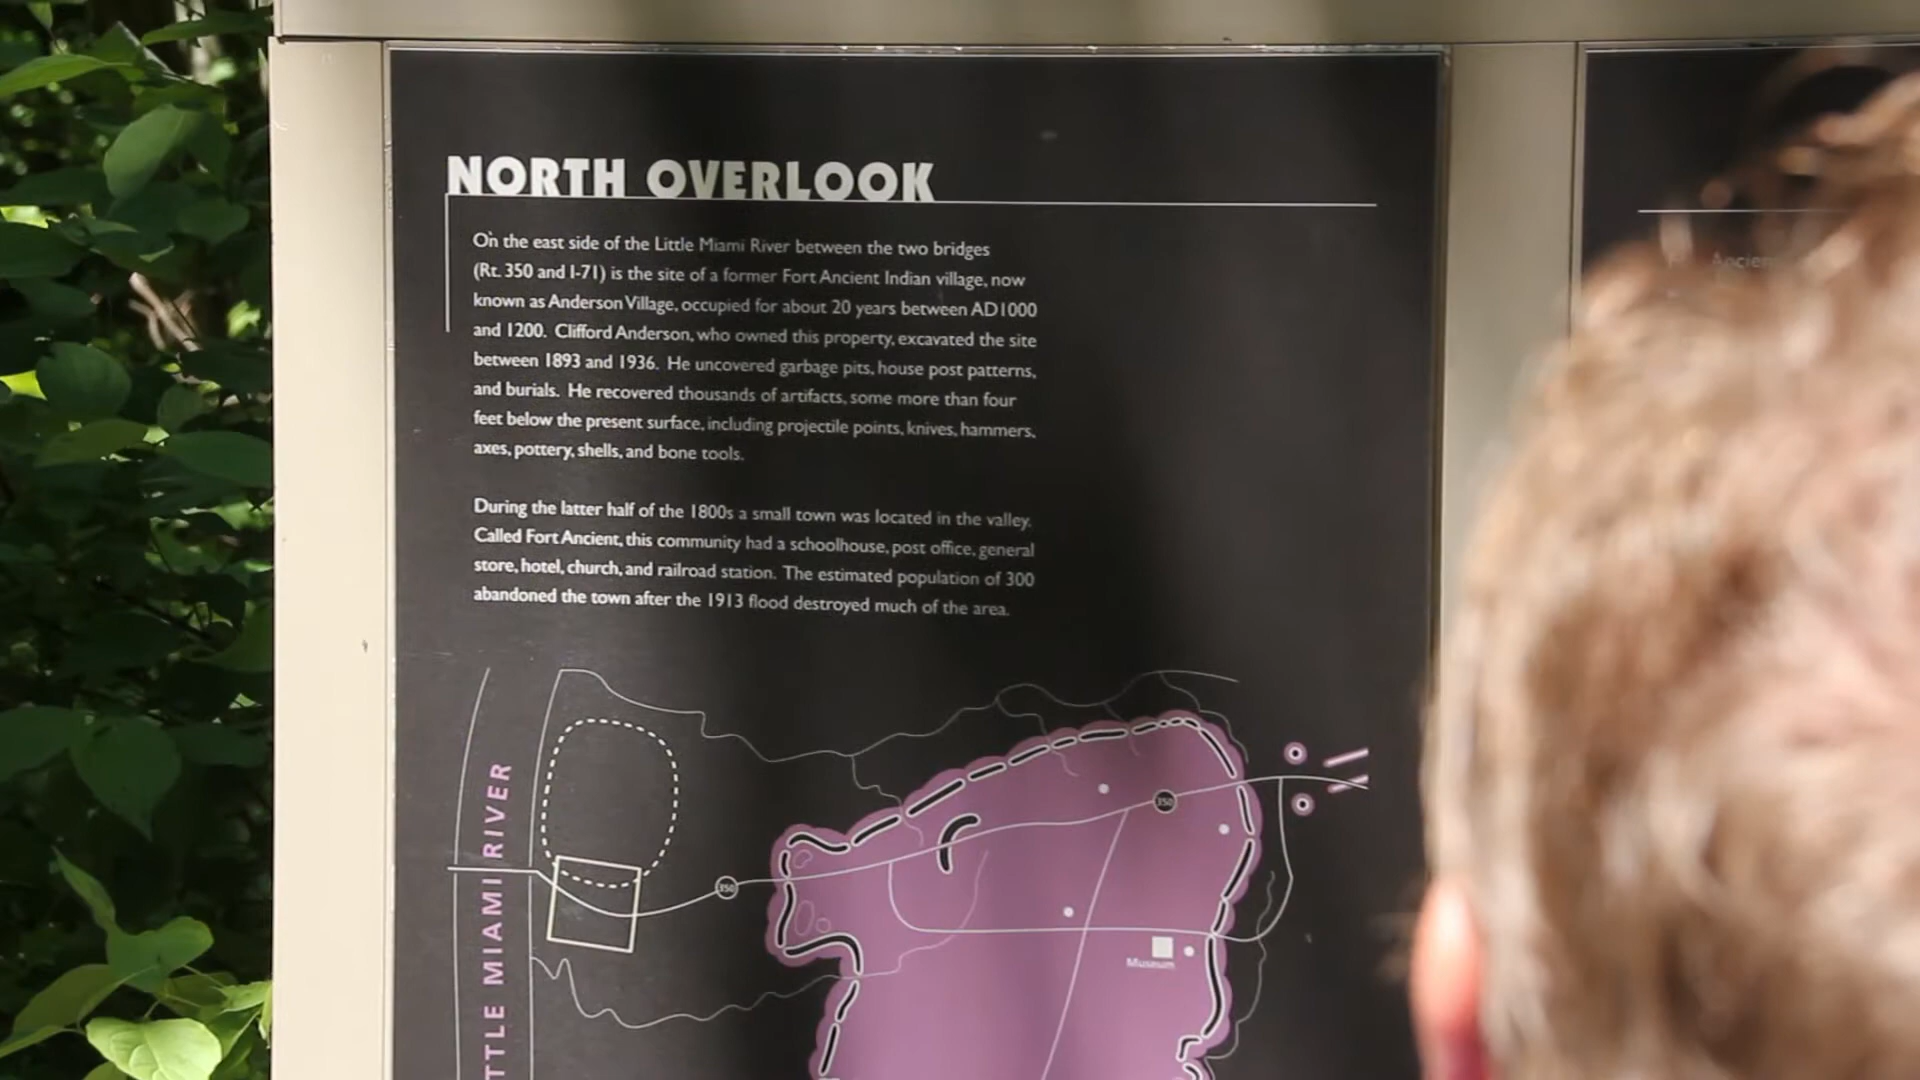 NORTH OVERLOOK
On the east side of the Little Miami River between the two bridges
(Rt. 350 and I-71) is the site of a former Fort Ancient Indian village, now
known as Anderson Village, occupied for about 20 years between AD1000
and 1200. Clifford Anderson, who owned this property, excavated the site
between 1893 and 1936. He uncovered garbage pits, house post patterns,
and burials. He recovered thousands of artifacts, some more than four
feet below the present surface, including projectile points, knives, hammers,
axes, pottery, shells, and bone tools.
During the latter half of the 1800s a small town was located in the valley.
Called Fort Ancient, this community had a schoolhouse, post office, general
store, hotel, church, and railroad station. The estimated population of 300
abandoned the town after the 1913 flood destroyed much of the area.
350
350
TTLE MIAMI RIVER
Museum